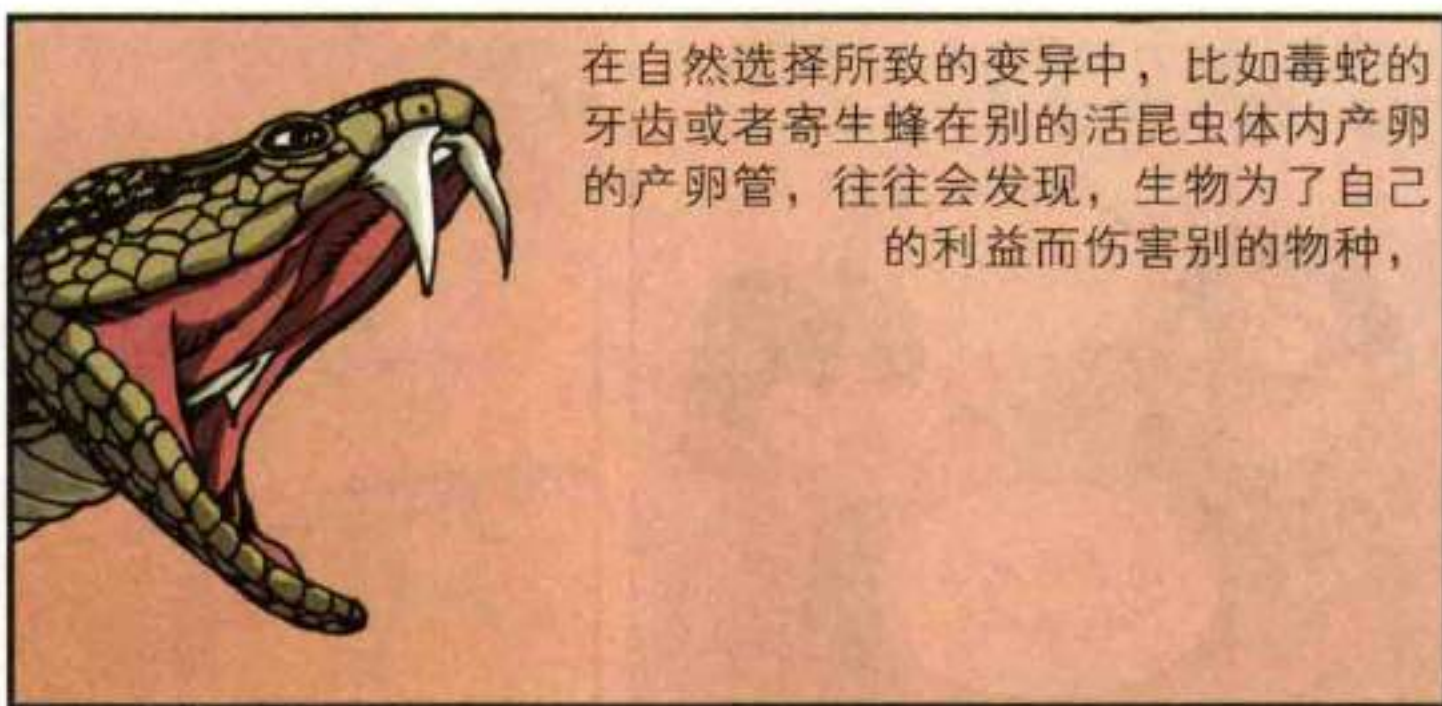 在自然选择所致的变异中，比如毒蛇的
牙齿或者寄生蜂在别的活昆虫体内产卵
的产卵管，往往会发现，生物为了自己
的利益而伤害别的物种，